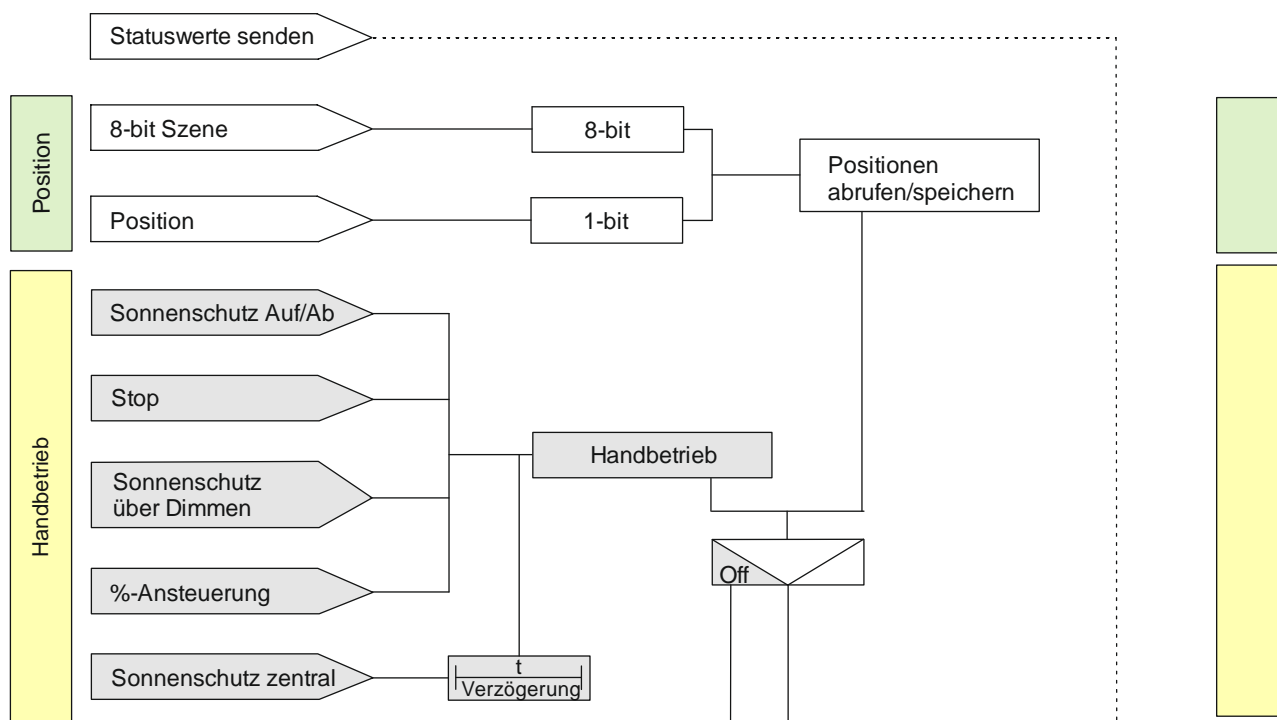 Statuswerte senden
Position
8-bit Szene
8-bit
Positionen
abrufen/speichern
Position
1-bit
Handbetrieb
Sonnenschutz Auf/Ab
Stop
Handbetrieb
Sonnenschutz
über Dimmen
Off
%-Ansteuerung
Sonnenschutz zentral
t
Verzögerung